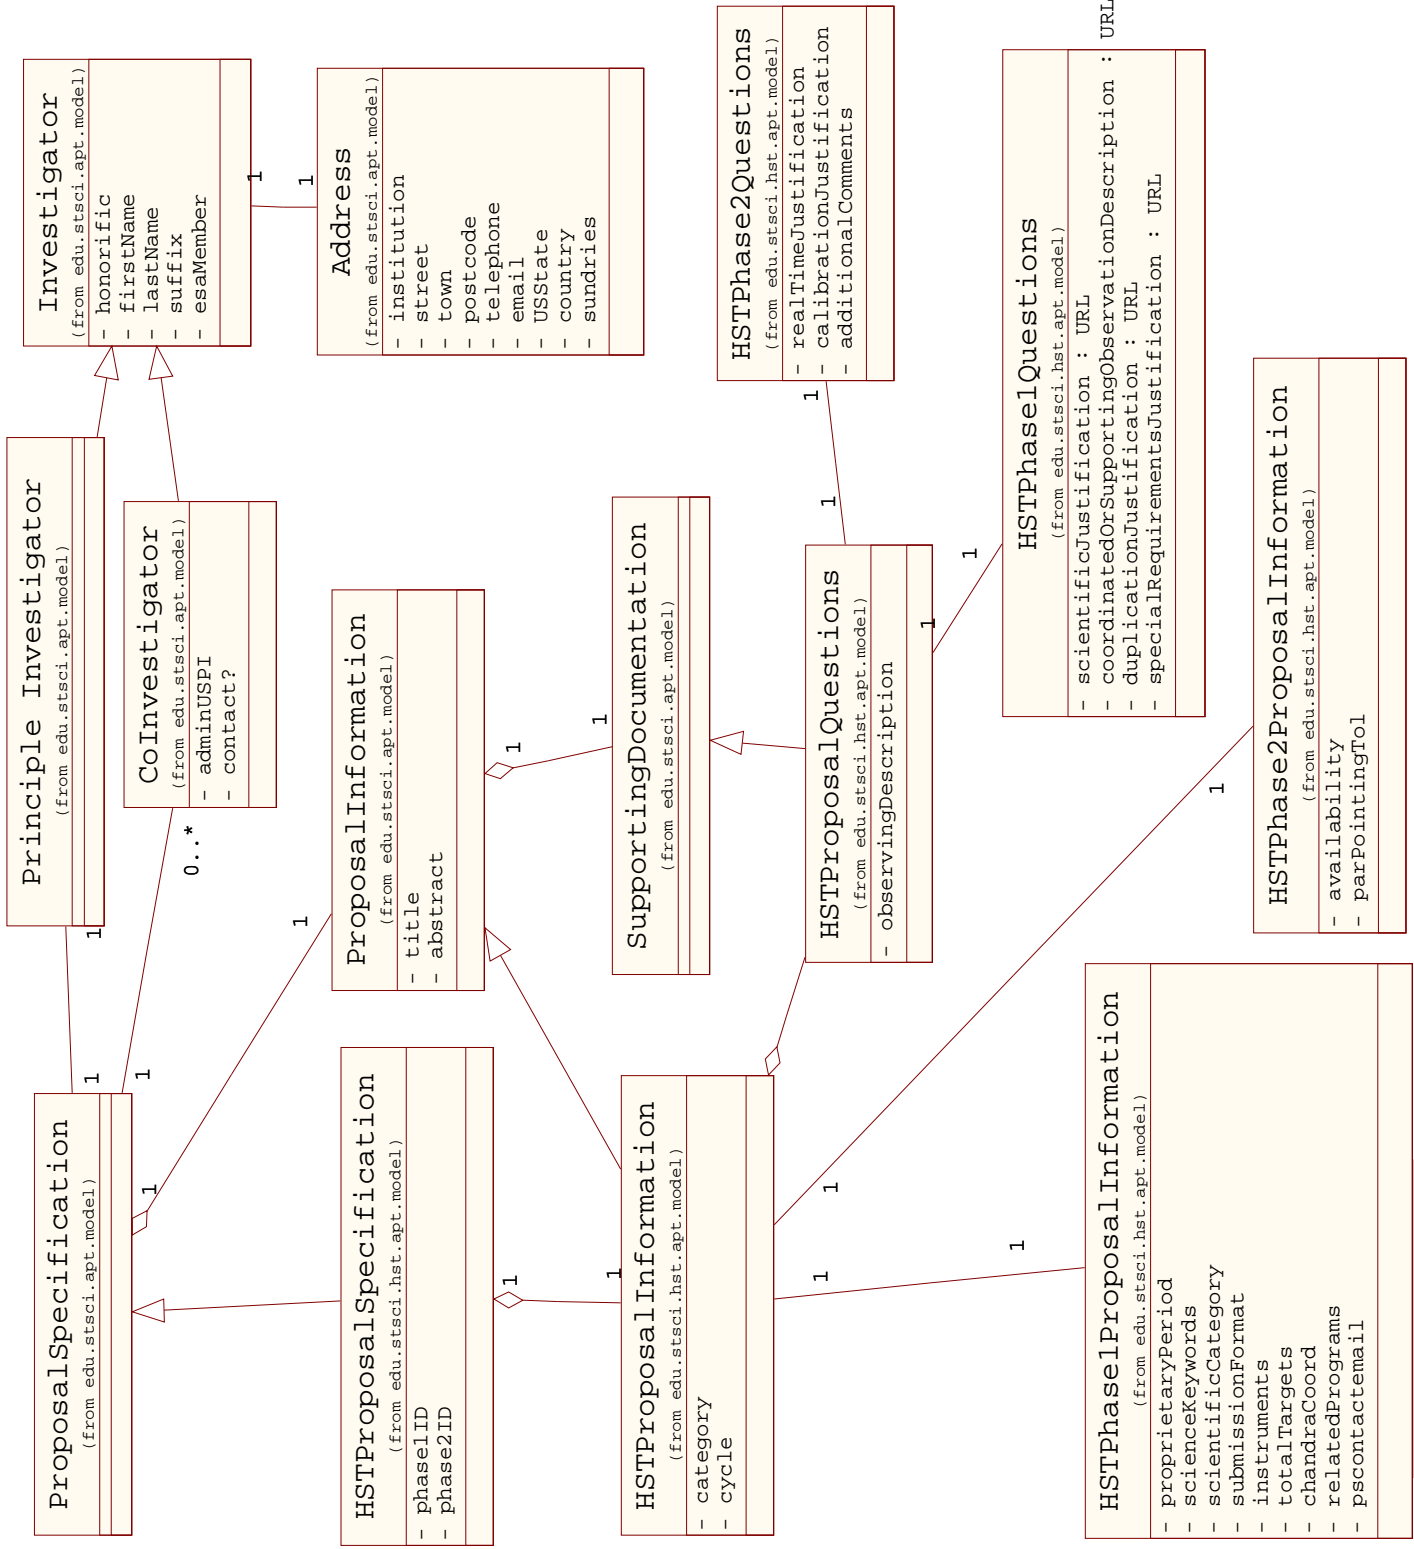 ProposalSpecification
(from edu.stsci.apt.model)
1
1
1
Principle Investigator
(from edu.stsci.apt.model)
1
CoInvestigator
(from edu.stsci.apt.model)
- adminUSPI
- contact?
0..*
Investigator
(from edu.stsci.apt.model)
- honorific
- firstName
- lastName
- suffix
- esaMember
1
1
Address
(from edu.stsci.apt.model)
- institution
- street
- town
- postcode
- telephone
- email
- USState
- country
- sundries
HSTProposalSpecification
(from edu.stsci.hst.apt.model)
- phase1ID
- phase2ID
1
1
ProposalInformation
(from edu.stsci.apt.model)
- title
- abstract
1
1
1
SupportingDocumentation
(from edu.stsci.apt.model)
HSTProposalInformation
(from edu.stsci.hst.apt.model)
- category
- cycle
1
1
HSTProposalQuestions
(from edu.stsci.hst.apt.model)
- observingDescription
1
1
HSTPhase2Questions
(from edu.stsci.hst.apt.model)
- realTimeJustification
- calibrationJustification
- additionalComments
1
HSTPhase1Questions
(from edu.stsci.hst.apt.model)
- scientificJustification : URL
- coordinatedOrSupportingObservationDescription : URL
- duplicationJustification : URL
- specialRequirementsJustification : URL
1
HSTPhase1ProposalInformation
(from edu.stsci.hst.apt.model)
- proprietaryPeriod
- scienceKeywords
- scientificCategory
- submissionFormat
- instruments
- totalTargets
- chandraCoord
- relatedPrograms
- pscontactemail
1
HSTPhase2ProposalInformation
(from edu.stsci.hst.apt.model)
- availability
- parPointingTol
1